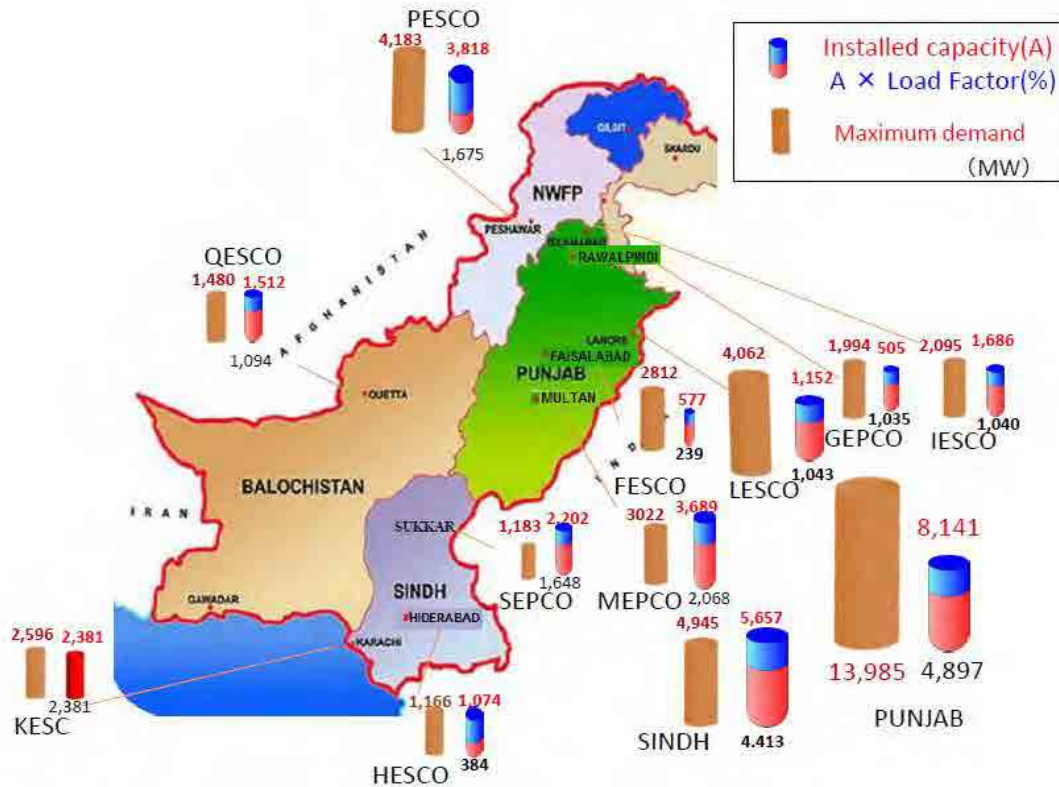 PESCO
4,183
3,818
1,675
Installed capacity(A)
A × Load Factor(%)
Maximum demand
(MW)
GILGIT
SKARDU
NWFP
PESHAWAR
ISLAMABAD
RAWALPINDI
AFGHANISTAN
QESCO
1,480
1,512
1,094
QUETTA
LAHORE
FAISALABAD
PUNJAB
MULTAN
2812
577
239
FESCO
4,062
1,152
1,043
LESCO
1,994
505
1,035
GEPCO
2,095
1,686
1,040
IESCO
BALOCHISTAN
IRAN
SUKKAR
1,183
2,202
1,648
SEPCO
3022
3,689
2,068
MEPCO
8,141
13,985
4,897
PUNJAB
SINDH
HIDERABAD
GAWADAR
KARACHI
2,596
2,381
2,381
KESC
1,166
1,074
384
HESCO
4,945
5,657
4.413
SINDH